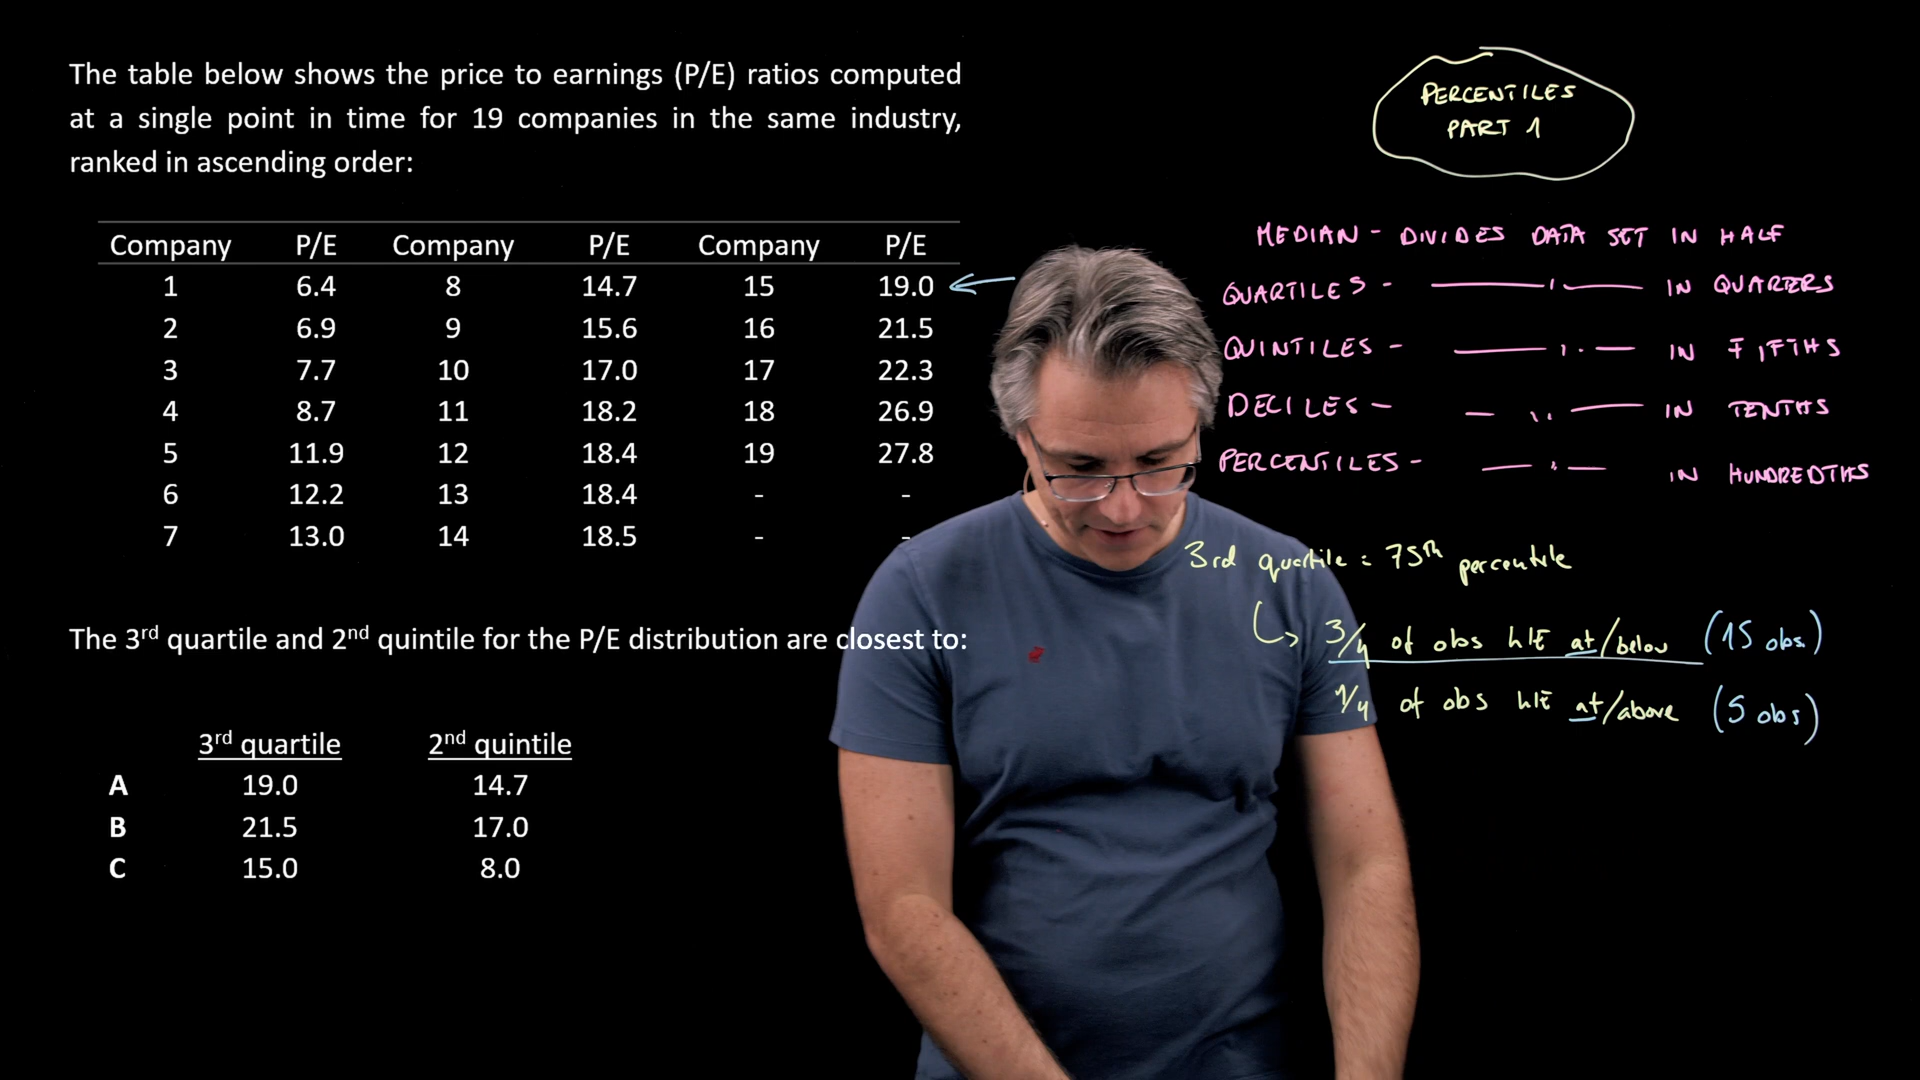 The table below shows the price to earnings (P/E) ratios computed
at a single point in time for 19 companies in the same industry,
ranked in ascending order:
Company P/E Company P/E Company P/E
1 6.4 8 14.7 15 19.0
2 6.9 9 15.6 16 21.5
3 7.7 10 17.0 17 22.3
4 8.7 11 18.2 18 26.9
5 11.9 12 18.4 19 27.8
6 12.2 13 18.4 - -
7 13.0 14 18.5 - -
The 3rd quartile and 2nd quintile for the P/E distribution are closest to:
3rd quartile 2nd quintile
A 19.0 14.7
B 21.5 17.0
C 15.0 8.0
PERCENTILES
PART 1
MEDIAN - DIVIDES DATA SET IN HALF
QUARTILES - IN QUARTERS
QUINTILES - IN FIFTHS
DECILES - IN TENTHS
PERCENTILES - IN HUNDREDTHS
3rd quartile = 75th percentile
3/4 of obs LIE at/below (15 obs.)
1/4 of obs LIE at/above (5 obs)